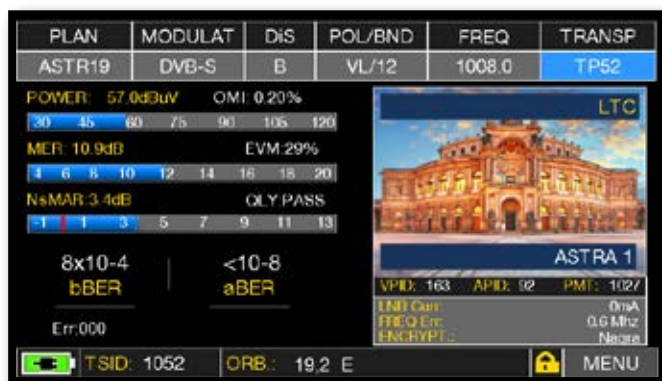 PLAN MODULAT DiS POL/BND FREQ TRANSP
ASTR19 DVB-S B VL/12 1008.0 TP52
POWER: 57.0dBuV OMI: 0.20%
30 45 60 75 90 105 120
MER: 10.9dB EVM:29%
4 6 8 10 12 14 16 18 20
NsMAR:3.4dB QLY:PASS
-1 1 3 5 7 9 11 13
8x10-4 <10-8
bBER aBER
Err:000
LTC
ASTRA 1
VPID: 163 APID: 92 PMT: 1027
LNB Curr: 0mA
FREQ Err: 0.6 Mhz
ENCRYPT.: Nagra
TSID: 1052 ORB.: 19,2 E MENU